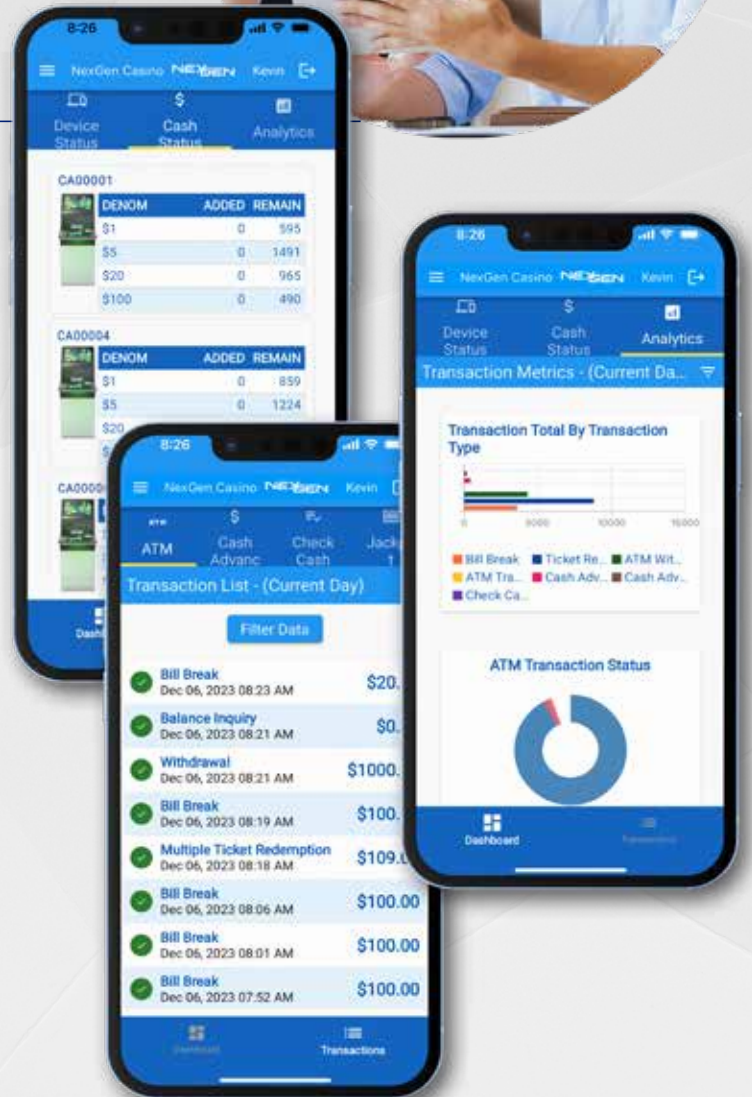 8:26
NexGen Casino NEXGEN Kevin
Device Status
Cash Status
Analytics
CA00001
DENOM ADDED REMAIN
$1 0 595
$5 0 1491
$20 0 965
$100 0 490
CA00004
DENOM ADDED REMAIN
$1 0 859
$5 0 1224
$20
8:26
NexGen Casino NEXGEN Kevin
ATM
Cash Advanc
Check Cash
Transaction List - (Current Day)
Filter Data
Bill Break
Dec 06, 2023 08:23 AM $20.
Balance Inquiry
Dec 06, 2023 08:21 AM $0.
Withdrawal
Dec 06, 2023 08:21 AM $1000.
Bill Break
Dec 06, 2023 08:19 AM $100.
Multiple Ticket Redemption
Dec 06, 2023 08:18 AM $109.
Bill Break
Dec 06, 2023 08:06 AM $100.00
Bill Break
Dec 06, 2023 08:01 AM $100.00
Bill Break
Dec 06, 2023 07:52 AM $100.00
Dashboard Transactions
8:26
NexGen Casino NEXGEN Kevin
Device Status
Cash Status
Analytics
Transaction Metrics - (Current Da...
Transaction Total By Transaction
Type
0 5000 10000 15000
Bill Break Ticket Re... ATM Wit...
ATM Tra... Cash Adv... Cash Adv...
Check Ca...
ATM Transaction Status
Dashboard Transactions